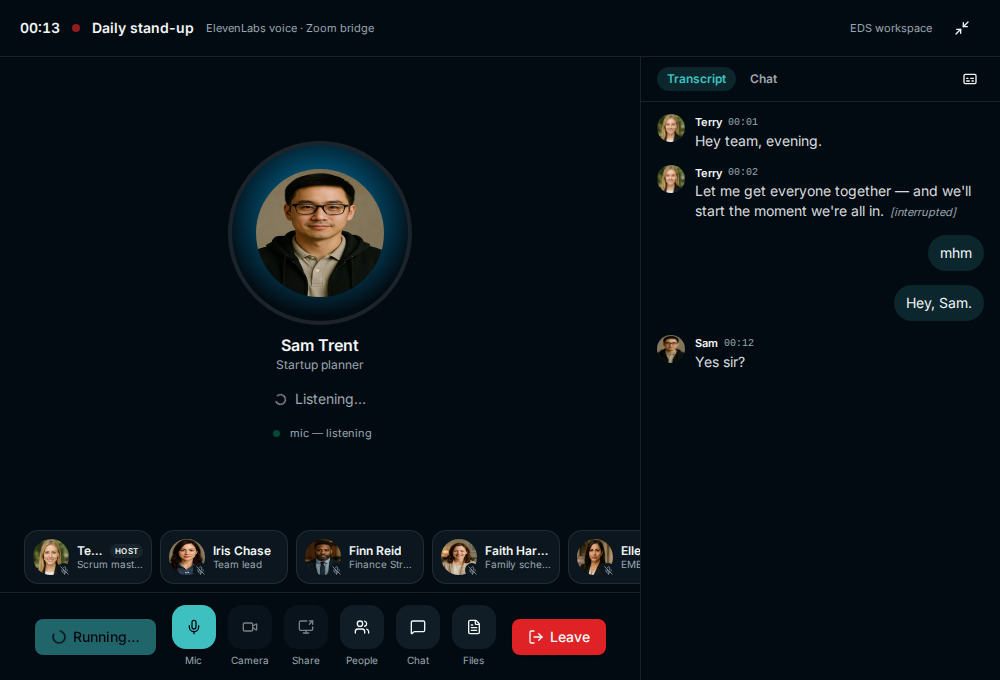 00:13 Daily stand-up ElevenLabs voice · Zoom bridge EDS workspace
Transcript Chat
Terry 00:01
Hey team, evening.
Terry 00:02
Let me get everyone together — and we'll
start the moment we're all in. [interrupted]
mhm
Hey, Sam.
Sam 00:12
Yes sir?
Sam Trent
Startup planner
Listening...
mic — listening
Te... HOST
Scrum mast...
Iris Chase
Team lead
Finn Reid
Finance Str...
Faith Har...
Family sche...
Elle
EME
Running...
Mic
Camera
Share
People
Chat
Files
Leave